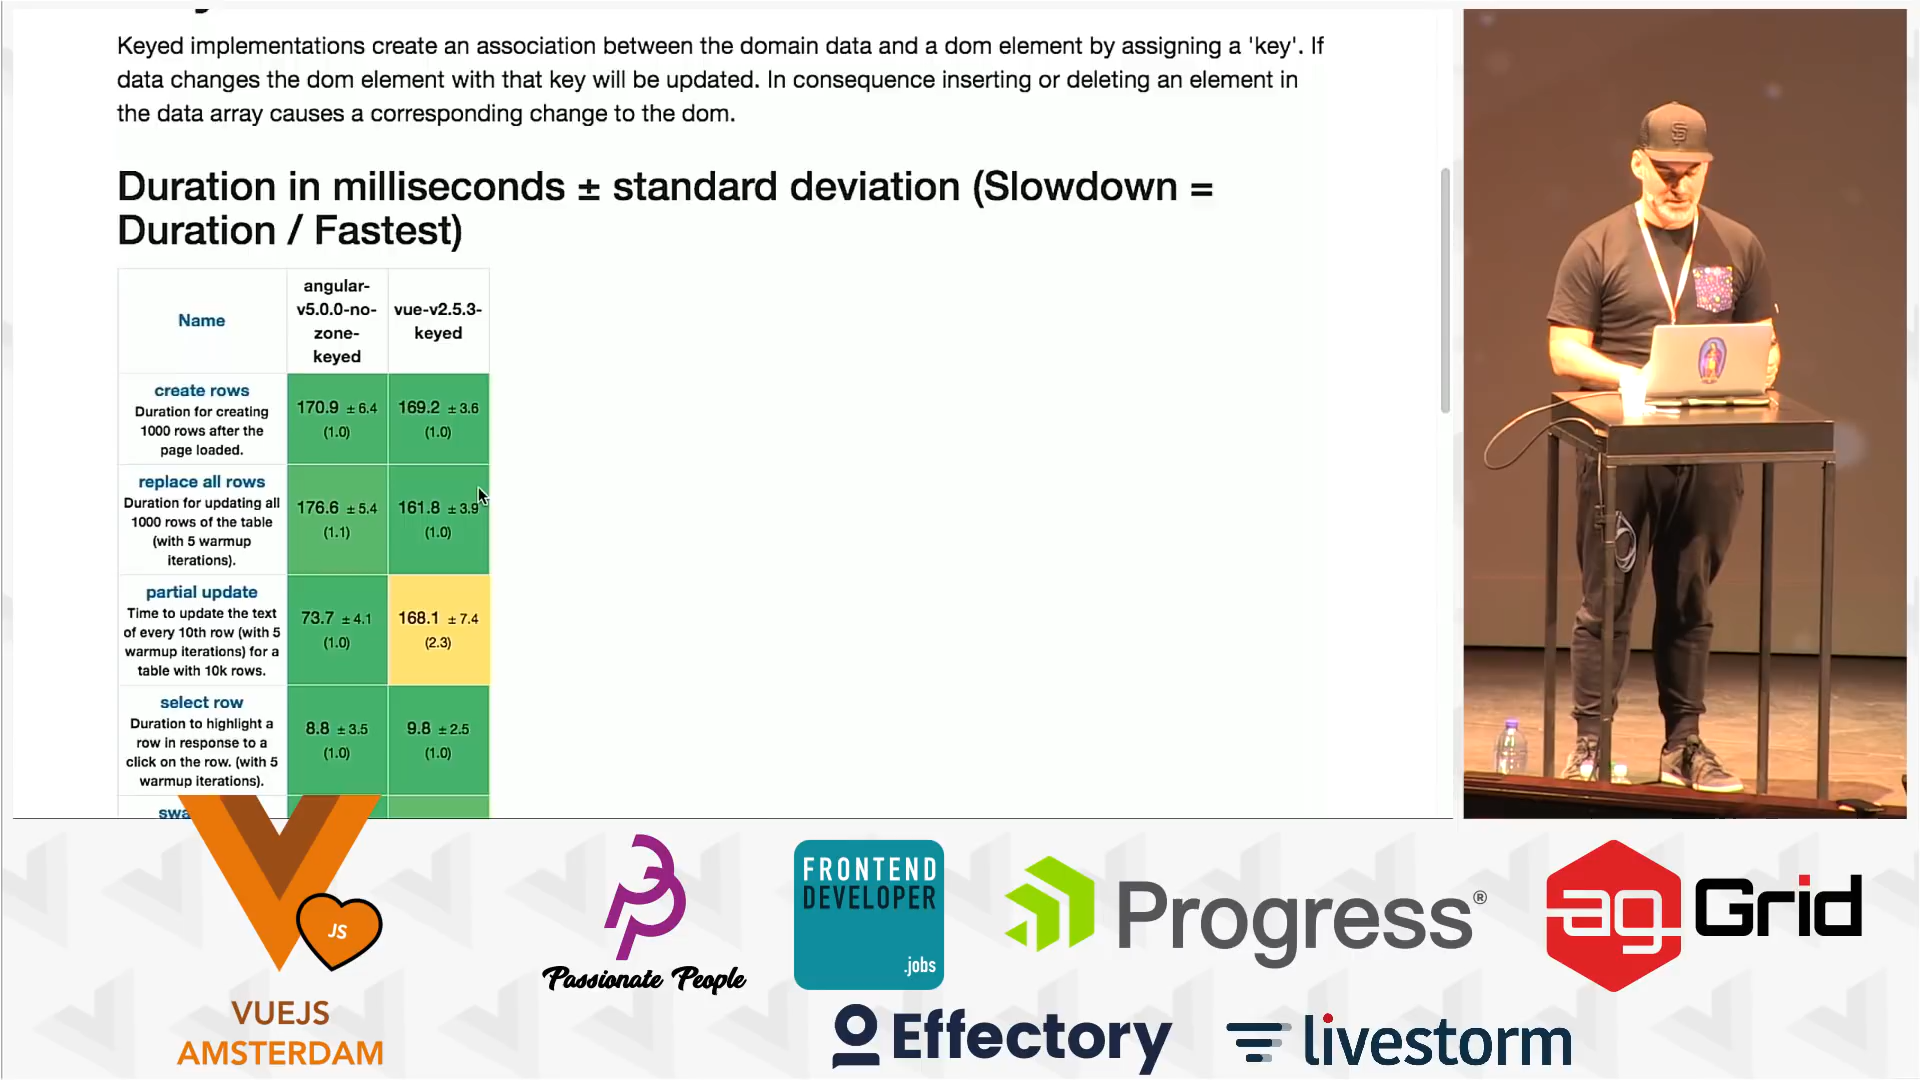 Keyed implementations create an association between the domain data and a dom element by assigning a 'key'. If
data changes the dom element with that key will be updated. In consequence inserting or deleting an element in
the data array causes a corresponding change to the dom.
Duration in milliseconds ± standard deviation (Slowdown =
Duration / Fastest)
Name
angular-
v5.0.0-no-
zone-
keyed
vue-v2.5.3-
keyed
create rows
Duration for creating
1000 rows after the
page loaded.
170.9 ± 6.4
(1.0)
169.2 ± 3.6
(1.0)
replace all rows
Duration for updating all
1000 rows of the table
(with 5 warmup
iterations).
176.6 ± 5.4
(1.1)
161.8 ± 3.9
(1.0)
partial update
Time to update the text
of every 10th row (with 5
warmup iterations) for a
table with 10k rows.
73.7 ± 4.1
(1.0)
168.1 ± 7.4
(2.3)
select row
Duration to highlight a
row in response to a
click on the row. (with 5
warmup iterations).
8.8 ± 3.5
(1.0)
9.8 ± 2.5
(1.0)
JS
VUEJS
AMSTERDAM
Passionate People
FRONTEND
DEVELOPER
.jobs
Progress®
ag Grid
Effectory
livestorm
SF